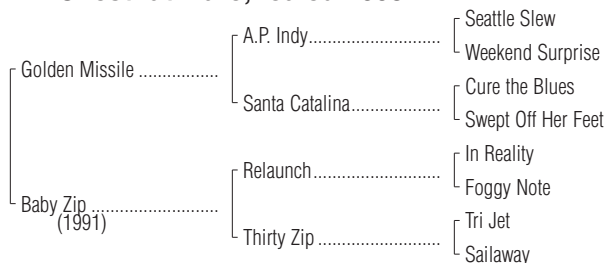 Seattle Slew
A.P. Indy
Weekend Surprise
Golden Missile
Cure the Blues
Santa Catalina
Swept Off Her Feet
In Reality
Relaunch
Foggy Note
Baby Zip
(1991)
Tri Jet
Thirty Zip
Sailaway